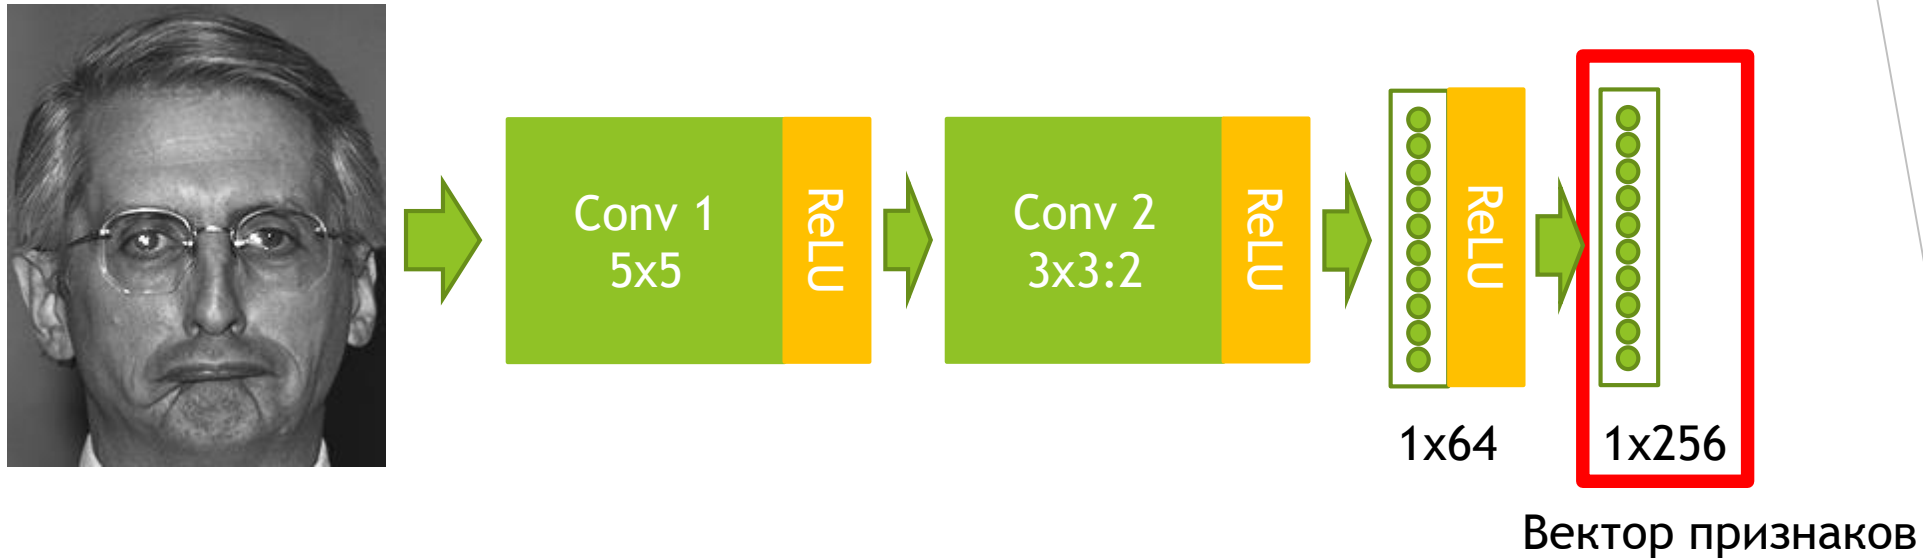 Conv 1
5x5
ReLU
Conv 2
3x3:2
ReLU
ReLU
1x64
1x256
Вектор признаков